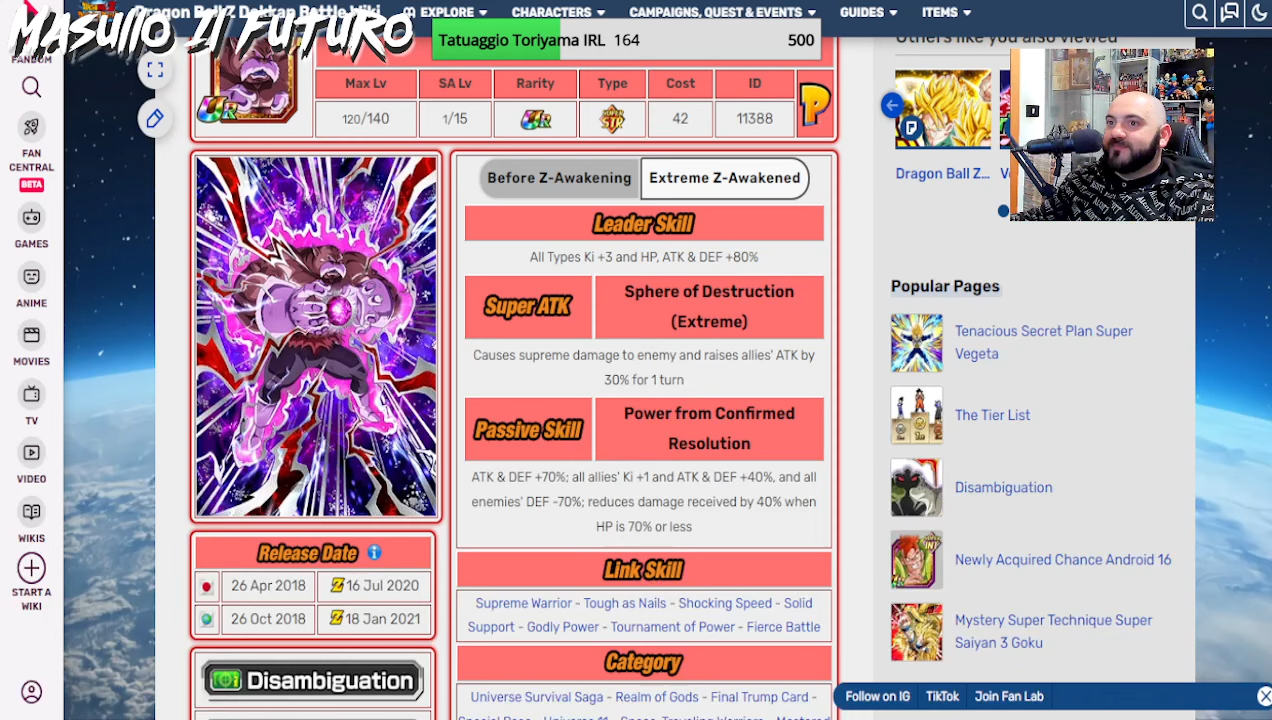 Masullo Il Futuro
Dragon Ball Z Dokkan Battle Wiki
EXPLORE
CHARACTERS
CAMPAIGNS, QUEST & EVENTS
GUIDES
ITEMS
Tatuaggio Toriyama IRL 164 500
FANDOM
FAN CENTRAL
BETA
GAMES
ANIME
MOVIES
TV
VIDEO
WIKIS
START A WIKI
Max Lv SA Lv Rarity Type Cost ID
120/140 1/15 UR SUPER STR 42 11388
P
UR
Before Z-Awakening Extreme Z-Awakened
Leader Skill
All Types Ki +3 and HP, ATK & DEF +80%
Super ATK
Sphere of Destruction
(Extreme)
Causes supreme damage to enemy and raises allies' ATK by
30% for 1 turn
Passive Skill
Power from Confirmed
Resolution
ATK & DEF +70%; all allies' Ki +1 and ATK & DEF +40%, and all
enemies' DEF -70%; reduces damage received by 40% when
HP is 70% or less
Link Skill
Supreme Warrior - Tough as Nails - Shocking Speed - Solid
Support - Godly Power - Tournament of Power - Fierce Battle
Category
Universe Survival Saga - Realm of Gods - Final Trump Card -
Release Date
26 Apr 2018 Z 16 Jul 2020
26 Oct 2018 Z 18 Jan 2021
Disambiguation
Others like you also viewed
Dragon Ball Z...
Popular Pages
Tenacious Secret Plan Super
Vegeta
The Tier List
Disambiguation
Newly Acquired Chance Android 16
Mystery Super Technique Super
Saiyan 3 Goku
Follow on IG TikTok Join Fan Lab